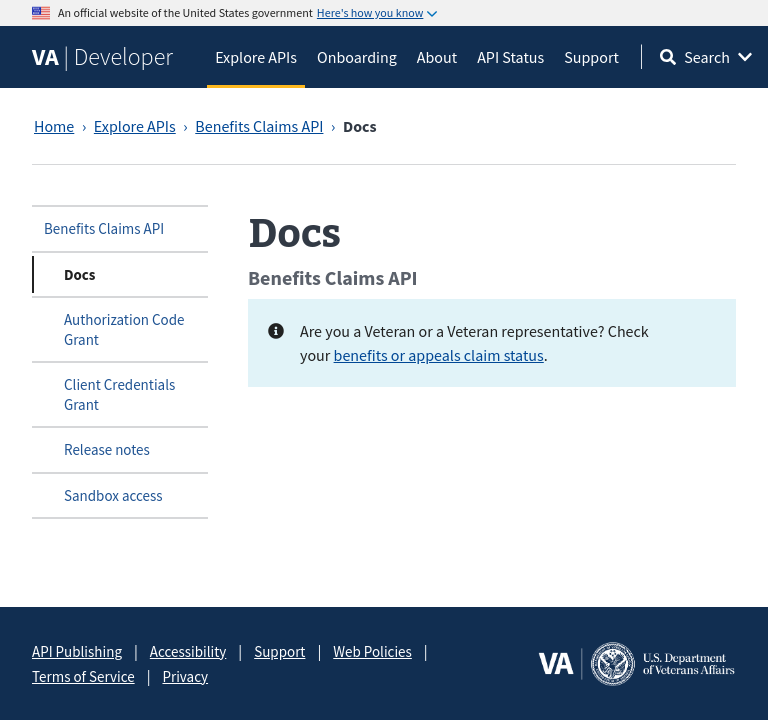 An official website of the United States government Here's how you know
VA | Developer Explore APIs Onboarding About API Status Support Search
Home › Explore APIs › Benefits Claims API › Docs
Benefits Claims API
Docs
Authorization Code
Grant
Client Credentials
Grant
Release notes
Sandbox access
Docs
Benefits Claims API
Are you a Veteran or a Veteran representative? Check
your benefits or appeals claim status.
API Publishing | Accessibility | Support | Web Policies |
Terms of Service | Privacy
VA | U.S. Department
of Veterans Affairs